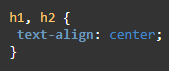 h1, h2 {
 text-align: center;
}